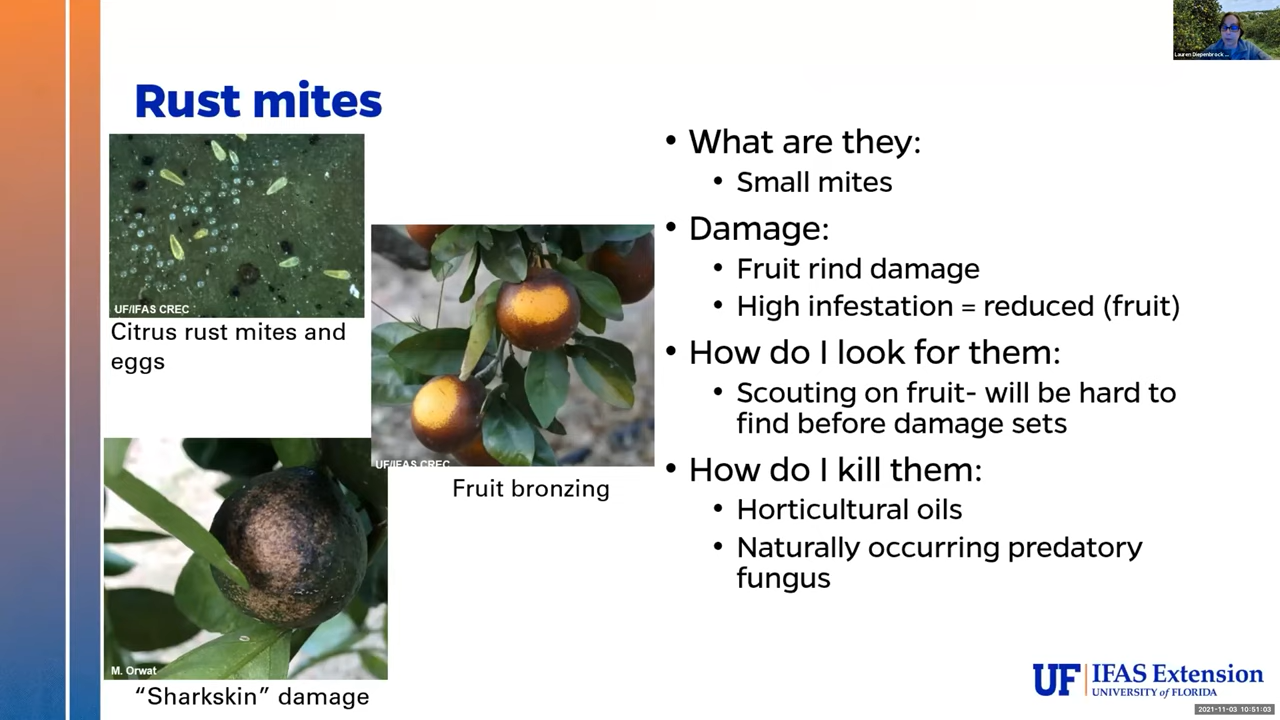 Lauren Diepenbrock ...
Rust mites
UF/IFAS CREC
Citrus rust mites and
eggs
UF/IFAS CREC
Fruit bronzing
M. Orwat
“Sharkskin” damage
• What are they:
• Small mites
• Damage:
• Fruit rind damage
• High infestation = reduced (fruit)
• How do I look for them:
• Scouting on fruit- will be hard to
find before damage sets
• How do I kill them:
• Horticultural oils
• Naturally occurring predatory
fungus
UF IFAS Extension
UNIVERSITY of FLORIDA
2021-11-03 10:51:03